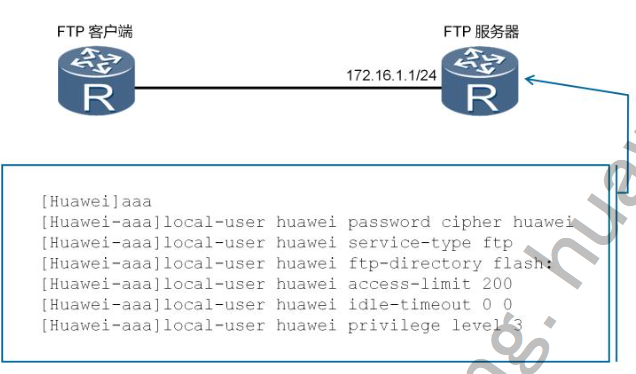 FTP 客户端
FTP 服务器
172.16.1.1/24
R
R
[Huawei]aaa
[Huawei-aaa]local-user huawei password cipher huawei
[Huawei-aaa]local-user huawei service-type ftp
[Huawei-aaa]local-user huawei ftp-directory flash:
[Huawei-aaa]local-user huawei access-limit 200
[Huawei-aaa]local-user huawei idle-timeout 0 0
[Huawei-aaa]local-user huawei privilege level 3